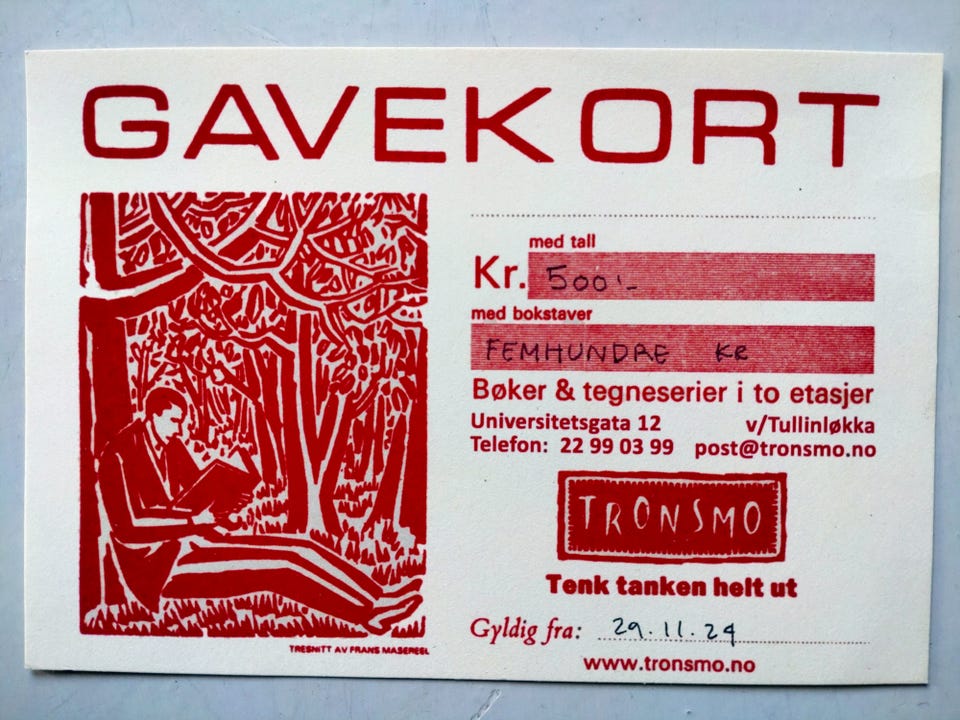 GAVEKORT
med tall
Kr. 500,-
med bokstaver
FEMHUNDRE KR
Bøker & tegneserier i to etasjer
Universitetsgata 12 v/Tullinløkka
Telefon: 22 99 03 99 post@tronsmo.no
TRONSMO
Tenk tanken helt ut
Gyldig fra: 29.11.24
www.tronsmo.no
TRESNITT AV FRANS MASEREEL